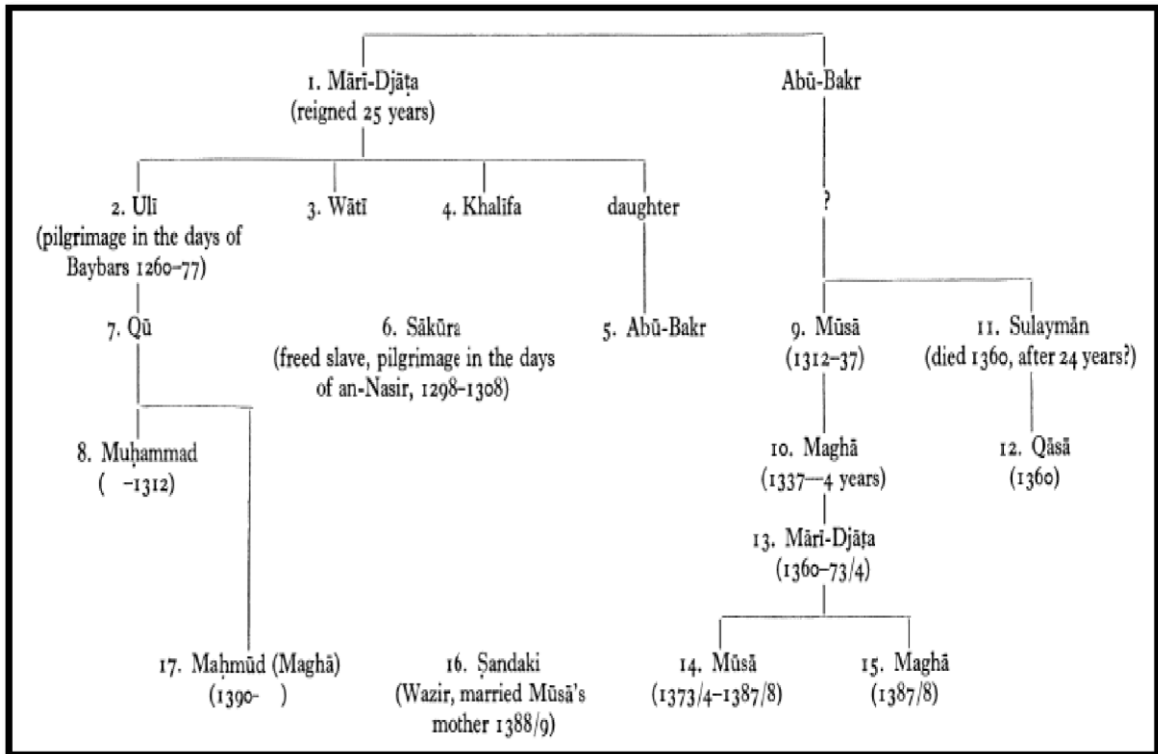 1. Mārī-Djāṭa
(reigned 25 years)
Abū-Bakr
2. Ulī
(pilgrimage in the days of
Baybars 1260–77)
3. Wātī
4. Khalīfa
daughter
?
7. Qū
6. Sākūra
(freed slave, pilgrimage in the days
of an-Nasir, 1298–1308)
5. Abū-Bakr
9. Mūsā
(1312–37)
11. Sulaymān
(died 1360, after 24 years?)
8. Muḥammad
( –1312)
10. Maghā
(1337—4 years)
12. Qāsā
(1360)
13. Mārī-Djāṭa
(1360–73/4)
17. Maḥmūd (Maghā)
(1390- )
16. Ṣandaki
(Wazir, married Mūsā's
mother 1388/9)
14. Mūsā
(1373/4–1387/8)
15. Maghā
(1387/8)